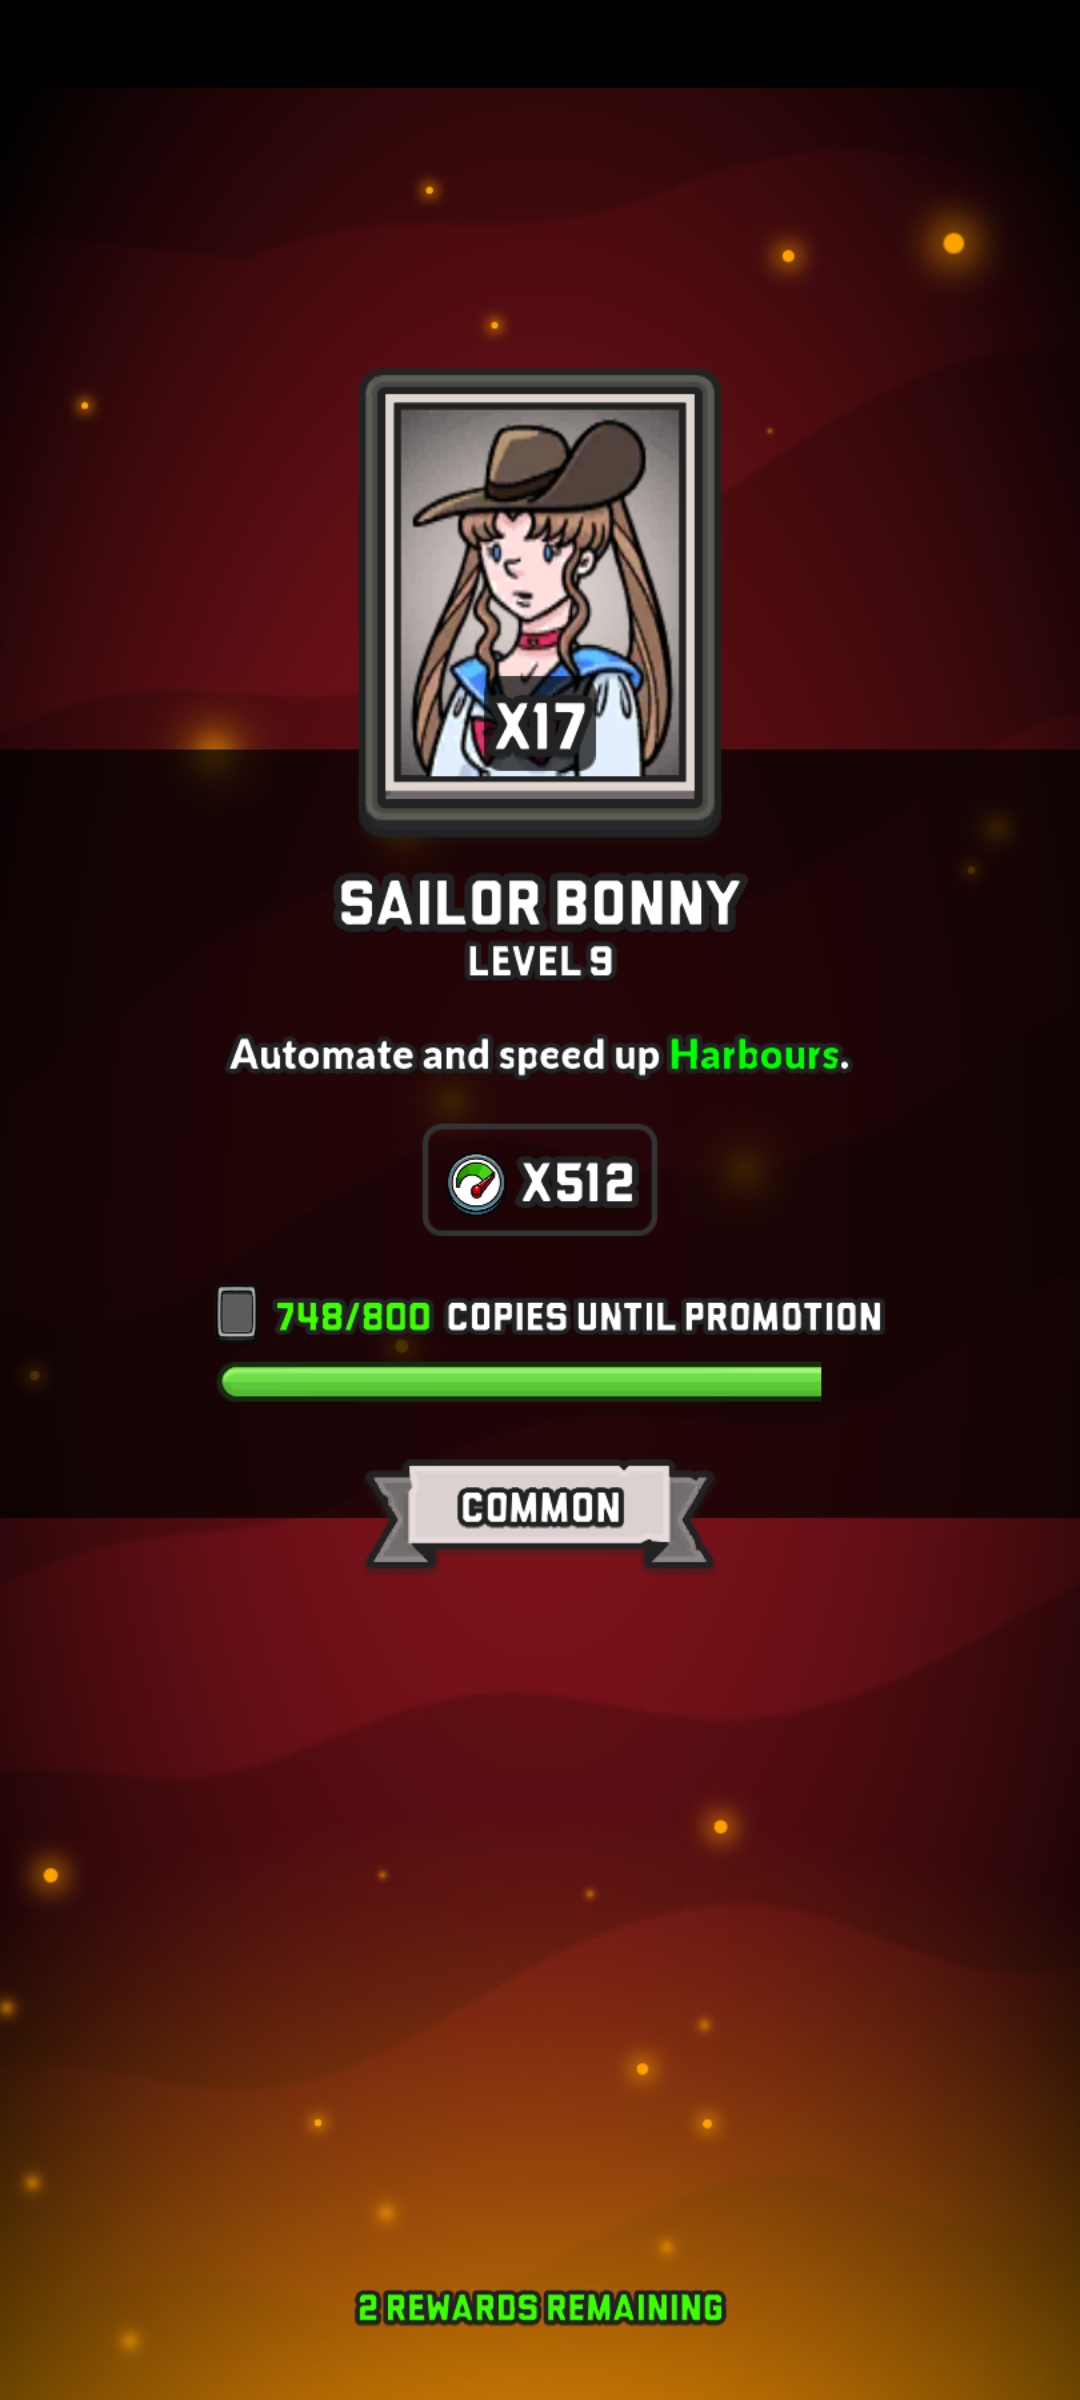 X17
SAILOR BONNY
LEVEL 9
Automate and speed up Harbours.
X512
748/800 COPIES UNTIL PROMOTION
COMMON
2 REWARDS REMAINING